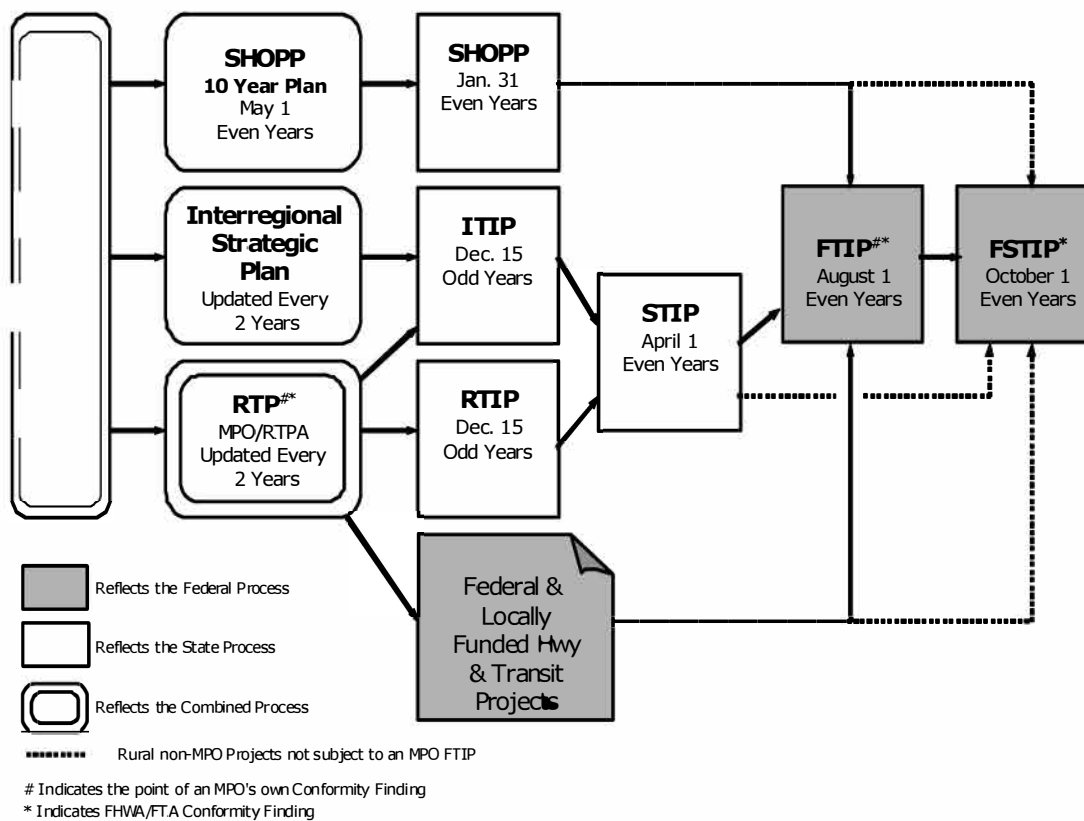 SHOPP
10 Year Plan
May 1
Even Years
SHOPP
Jan. 31
Even Years
Interregional
Strategic
Plan
Updated Every
2 Years
ITIP
Dec. 15
Odd Years
FTIP#*
August 1
Even Years
FSTIP*
October 1
Even Years
STIP
April 1
Even Years
RTP#*
MPO/RTPA
Updated Every
2 Years
RTIP
Dec. 15
Odd Years
Federal &
Locally
Funded Hwy
& Transit
Projects
Reflects the Federal Process
Reflects the State Process
Reflects the Combined Process
Rural non-MPO Projects not subject to an MPO FTIP
# Indicates the point of an MPO's own Conformity Finding
* Indicates FHWA/FTA Conformity Finding